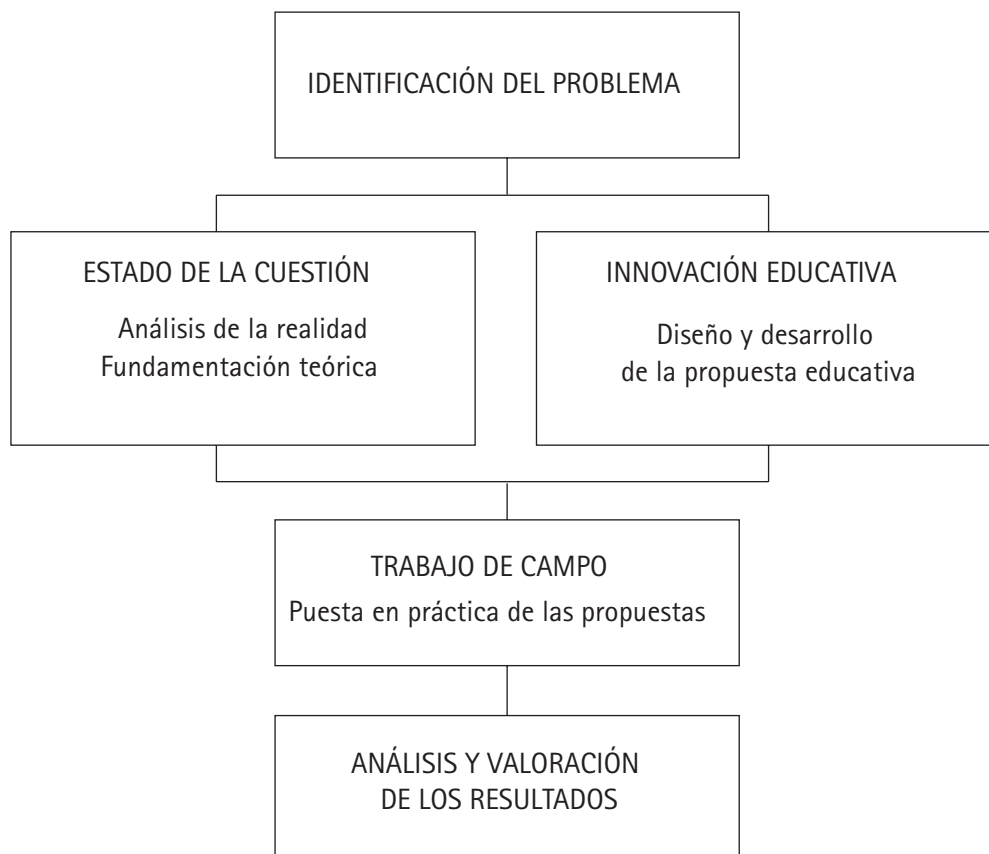 IDENTIFICACIÓN DEL PROBLEMA
ESTADO DE LA CUESTIÓN
Análisis de la realidad
Fundamentación teórica
INNOVACIÓN EDUCATIVA
Diseño y desarrollo
de la propuesta educativa
TRABAJO DE CAMPO
Puesta en práctica de las propuestas
ANÁLISIS Y VALORACIÓN
DE LOS RESULTADOS